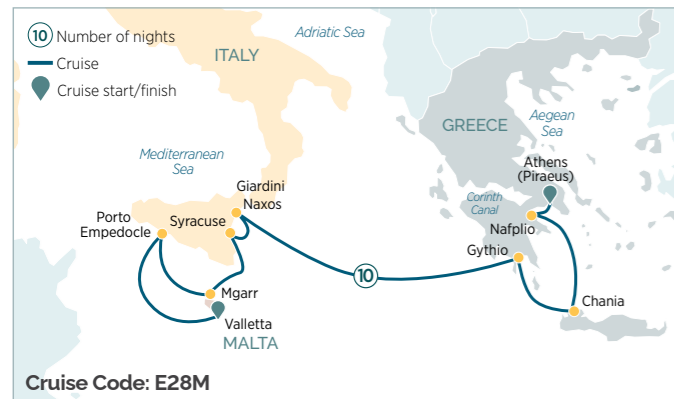 10 Number of nights
Cruise
Cruise start/finish
Adriatic Sea
ITALY
Mediterranean
Sea
GREECE
Aegean
Sea
Athens
(Piraeus)
Corinth
Canal
Nafplio
Gythio
Chania
Giardini
Naxos
Porto
Empedocle
Syracuse
10
Mgarr
Valletta
MALTA
Cruise Code: E28M